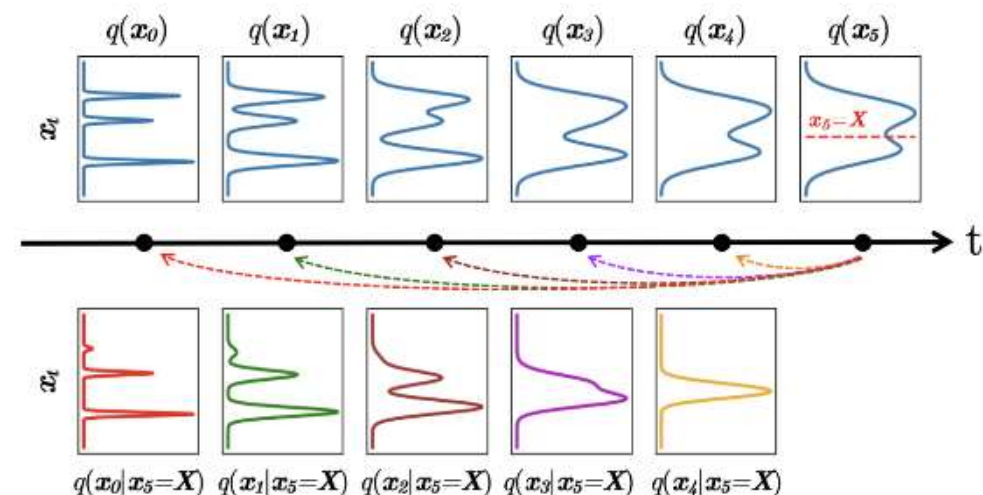 q(x₀) q(x₁) q(x₂) q(x₃) q(x₄) q(x₅)
xₜ
x₅=X
t
xₜ
q(x₀|x₅=X) q(x₁|x₅=X) q(x₂|x₅=X) q(x₃|x₅=X) q(x₄|x₅=X)